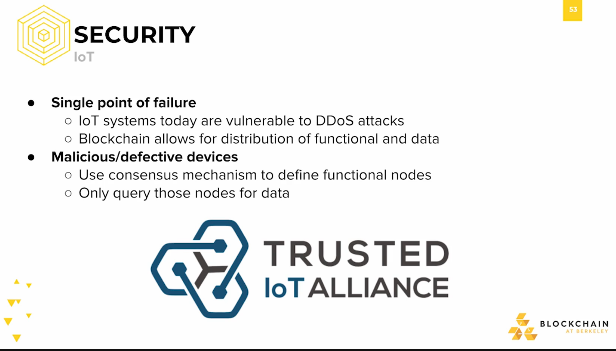 53
SECURITY
IoT
● Single point of failure
○ IoT systems today are vulnerable to DDoS attacks
○ Blockchain allows for distribution of functional and data
● Malicious/defective devices
○ Use consensus mechanism to define functional nodes
○ Only query those nodes for data
TRUSTED
IoT ALLIANCE
BLOCKCHAIN
AT BERKELEY